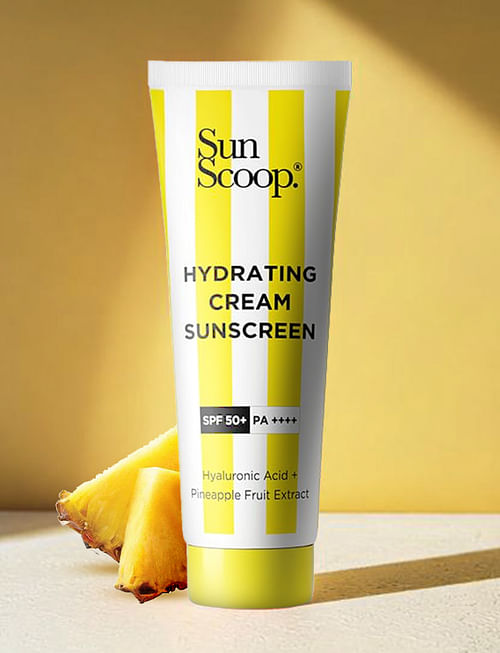 Sun
Scoop.®
HYDRATING
CREAM
SUNSCREEN
SPF 50+ PA ++++
Hyaluronic Acid +
Pineapple Fruit Extract